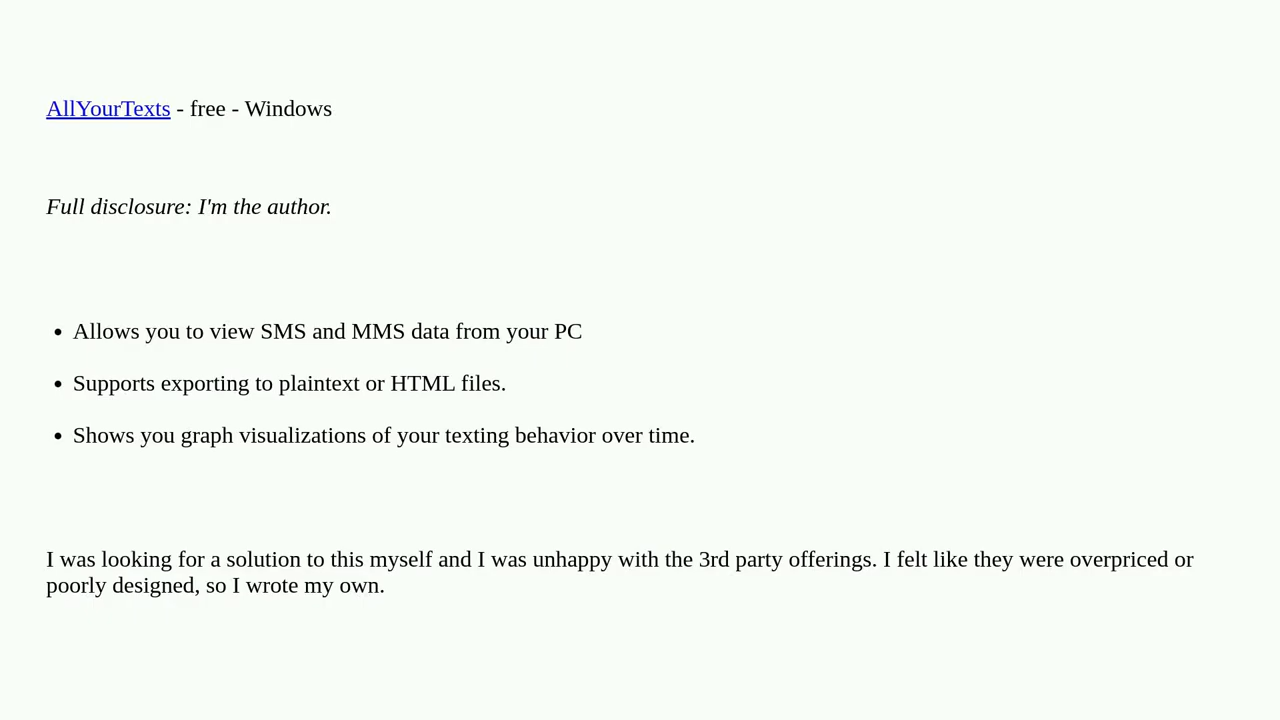 AllYourTexts - free - Windows
Full disclosure: I'm the author.
• Allows you to view SMS and MMS data from your PC
• Supports exporting to plaintext or HTML files.
• Shows you graph visualizations of your texting behavior over time.
I was looking for a solution to this myself and I was unhappy with the 3rd party offerings. I felt like they were overpriced or
poorly designed, so I wrote my own.